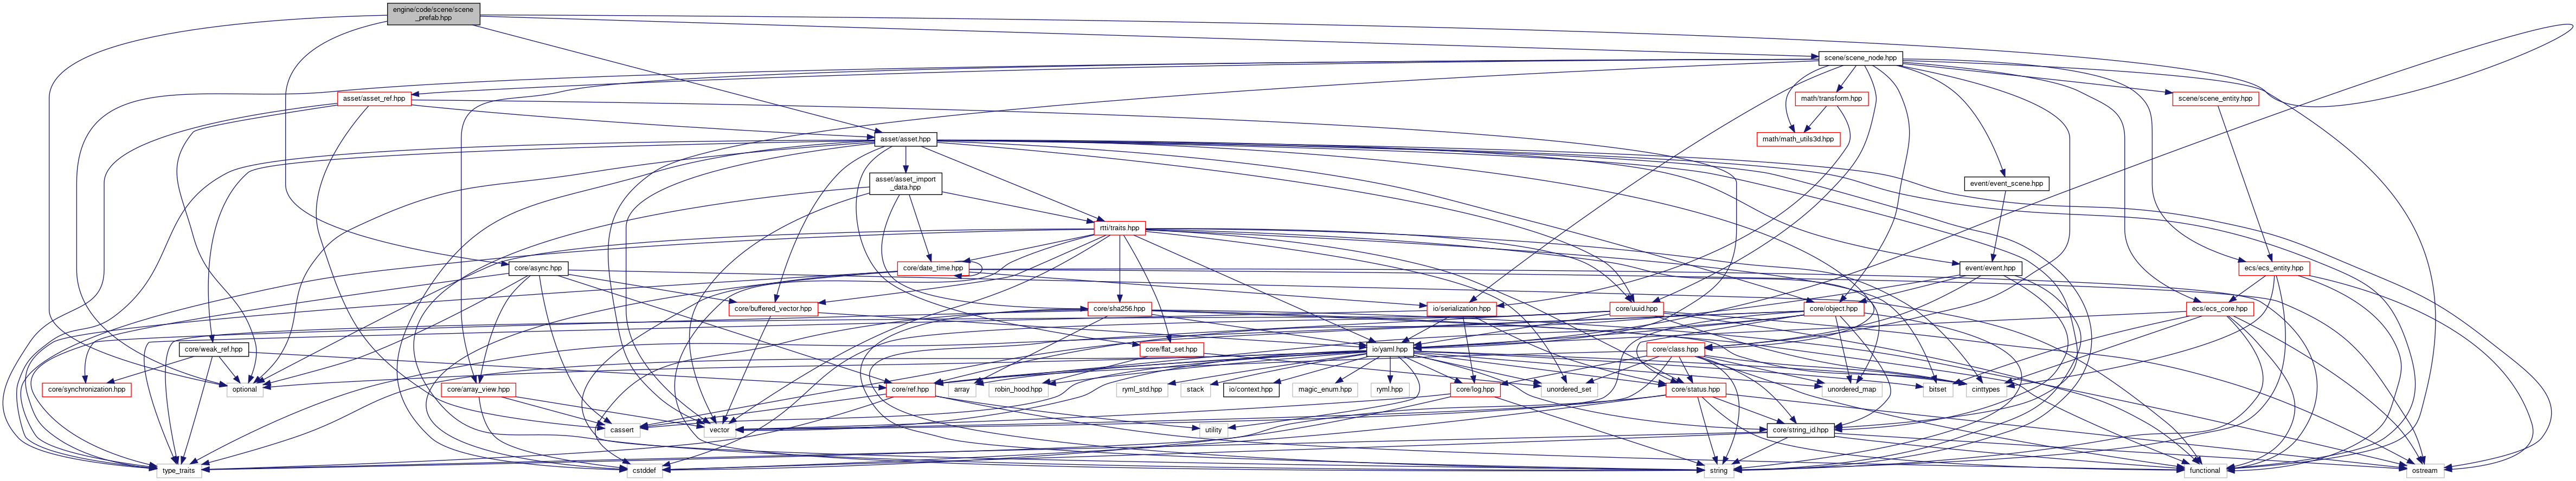 engine/code/scene/scene
_prefab.hpp
scene/scene_node.hpp
asset/asset_ref.hpp
math/transform.hpp
scene/scene_entity.hpp
asset/asset.hpp
math/math_utils3d.hpp
asset/asset_import
_data.hpp
event/event_scene.hpp
rtti/traits.hpp
core/async.hpp
core/date_time.hpp
event/event.hpp
ecs/ecs_entity.hpp
core/buffered_vector.hpp
core/sha256.hpp
io/serialization.hpp
core/uuid.hpp
core/object.hpp
ecs/ecs_core.hpp
core/weak_ref.hpp
core/flat_set.hpp
io/yaml.hpp
core/class.hpp
core/synchronization.hpp
optional
core/array_view.hpp
core/ref.hpp
array
robin_hood.hpp
ryml_std.hpp
stack
io/context.hpp
magic_enum.hpp
ryml.hpp
core/log.hpp
unordered_set
core/status.hpp
unordered_map
bitset
cinttypes
cassert
vector
utility
core/string_id.hpp
type_traits
cstddef
string
functional
ostream